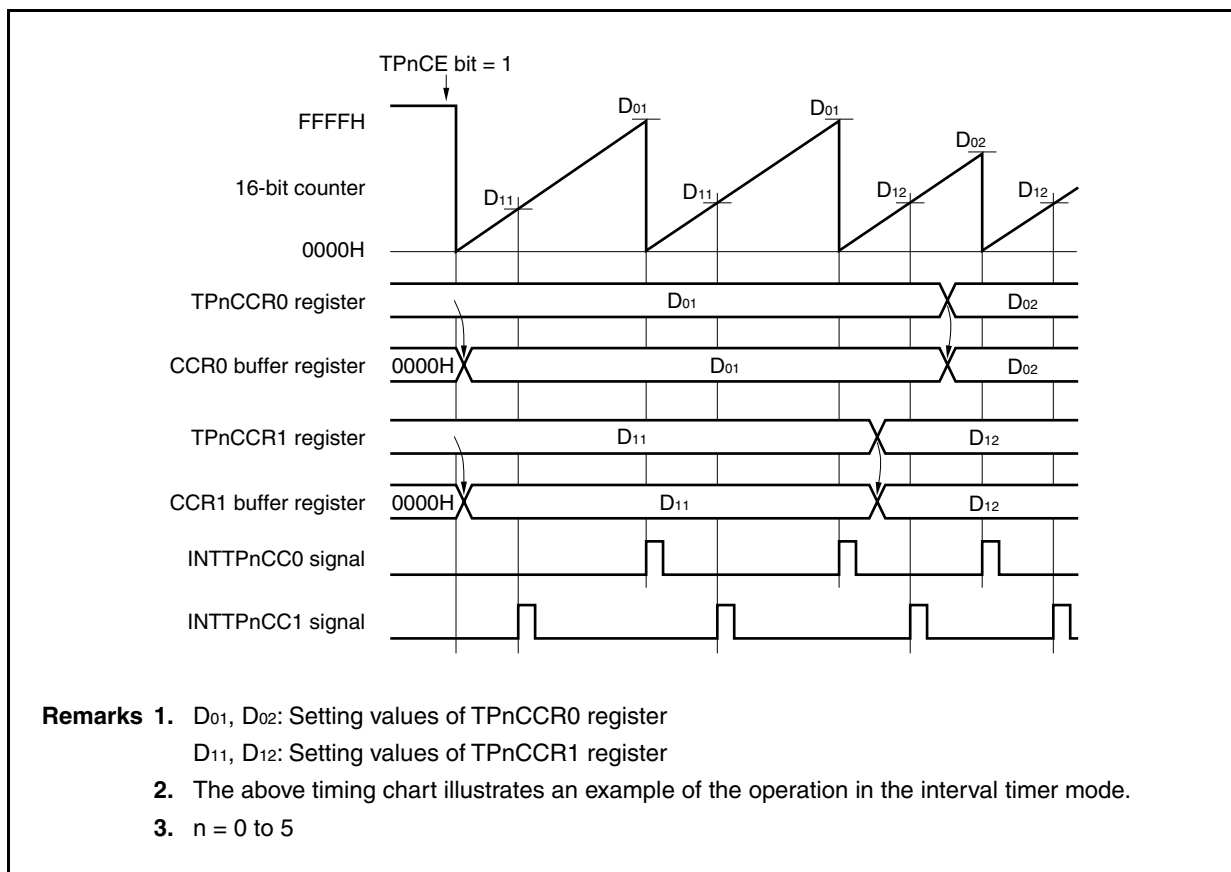 TPnCE bit = 1
D01 D01
FFFFH
D02
16-bit counter
D11 D11 D12 D12
0000H
TPnCCR0 register D01 D02
CCR0 buffer register 0000H D01 D02
TPnCCR1 register D11 D12
CCR1 buffer register 0000H D11 D12
INTTPnCC0 signal
INTTPnCC1 signal
Remarks 1. D01, D02: Setting values of TPnCCR0 register
D11, D12: Setting values of TPnCCR1 register
2. The above timing chart illustrates an example of the operation in the interval timer mode.
3. n = 0 to 5